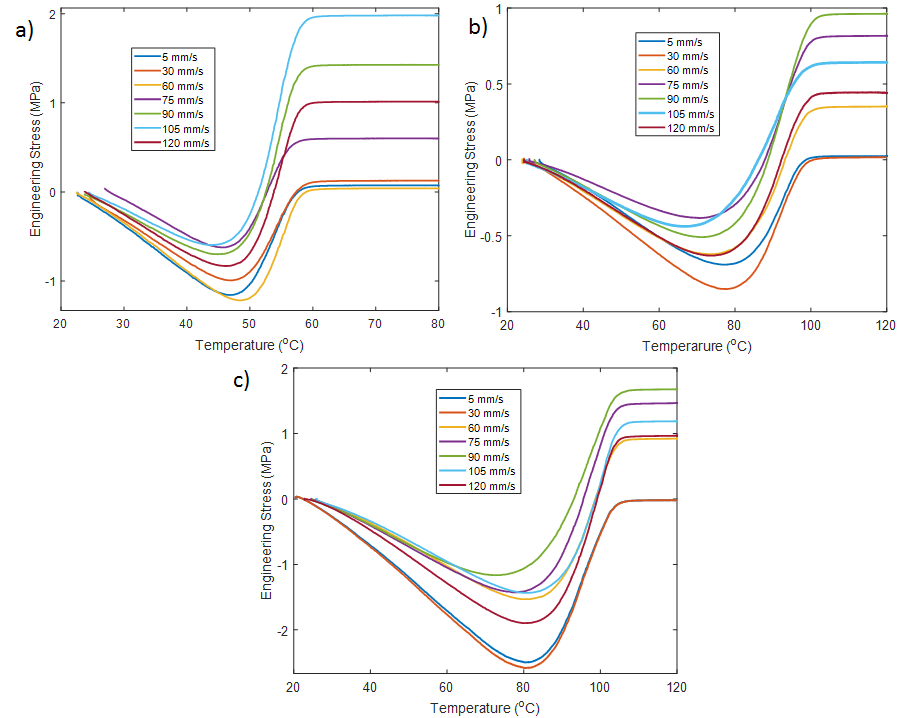 a)
2
1
0
-1
Engineering Stress (MPa)
5 mm/s
30 mm/s
60 mm/s
75 mm/s
90 mm/s
105 mm/s
120 mm/s
20 30 40 50 60 70 80
Temperature (°C)
b)
1
0.5
0
-0.5
-1
Engineering Stress (MPa)
5 mm/s
30 mm/s
60 mm/s
75 mm/s
90 mm/s
105 mm/s
120 mm/s
20 40 60 80 100 120
Temperarure (°C)
c)
2
1
0
-1
-2
Engineering Stress (MPa)
5 mm/s
30 mm/s
60 mm/s
75 mm/s
90 mm/s
105 mm/s
120 mm/s
20 40 60 80 100 120
Temperature (°C)